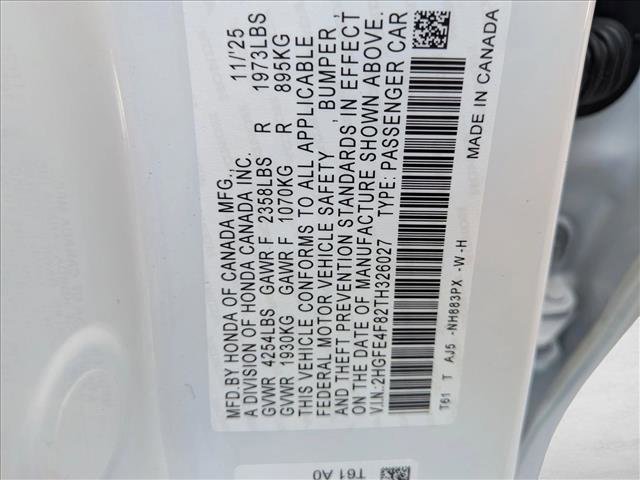 MFD.BY HONDA OF CANADA MFG., 11/25
A DIVISION OF HONDA CANADA INC.
GVWR 4254LBS GAWR F 2358LBS R 1973LBS
GVWR 1930KG GAWR F 1070KG R 895KG
THIS VEHICLE CONFORMS TO ALL APPLICABLE
FEDERAL MOTOR VEHICLE SAFETY, BUMPER,
AND THEFT PREVENTION STANDARDS IN EFFECT
ON THE DATE OF MANUFACTURE SHOWN ABOVE.
V.I.N.:2HGFE4F82TH326027 TYPE: PASSENGER CAR
T61 T AJ5 -NH883PX -W-H MADE IN CANADA
T61 A0